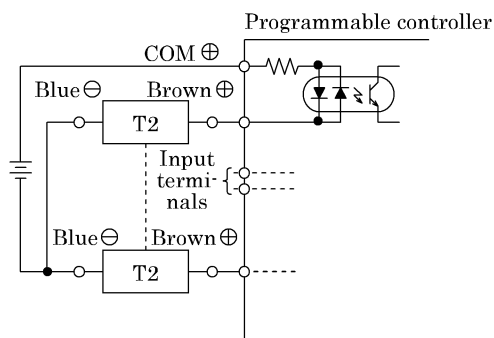 Programmable controller
COM ⊕
Blue ⊖ Brown ⊕
T2
Input
termi-
nals
Blue ⊖ Brown ⊕
T2